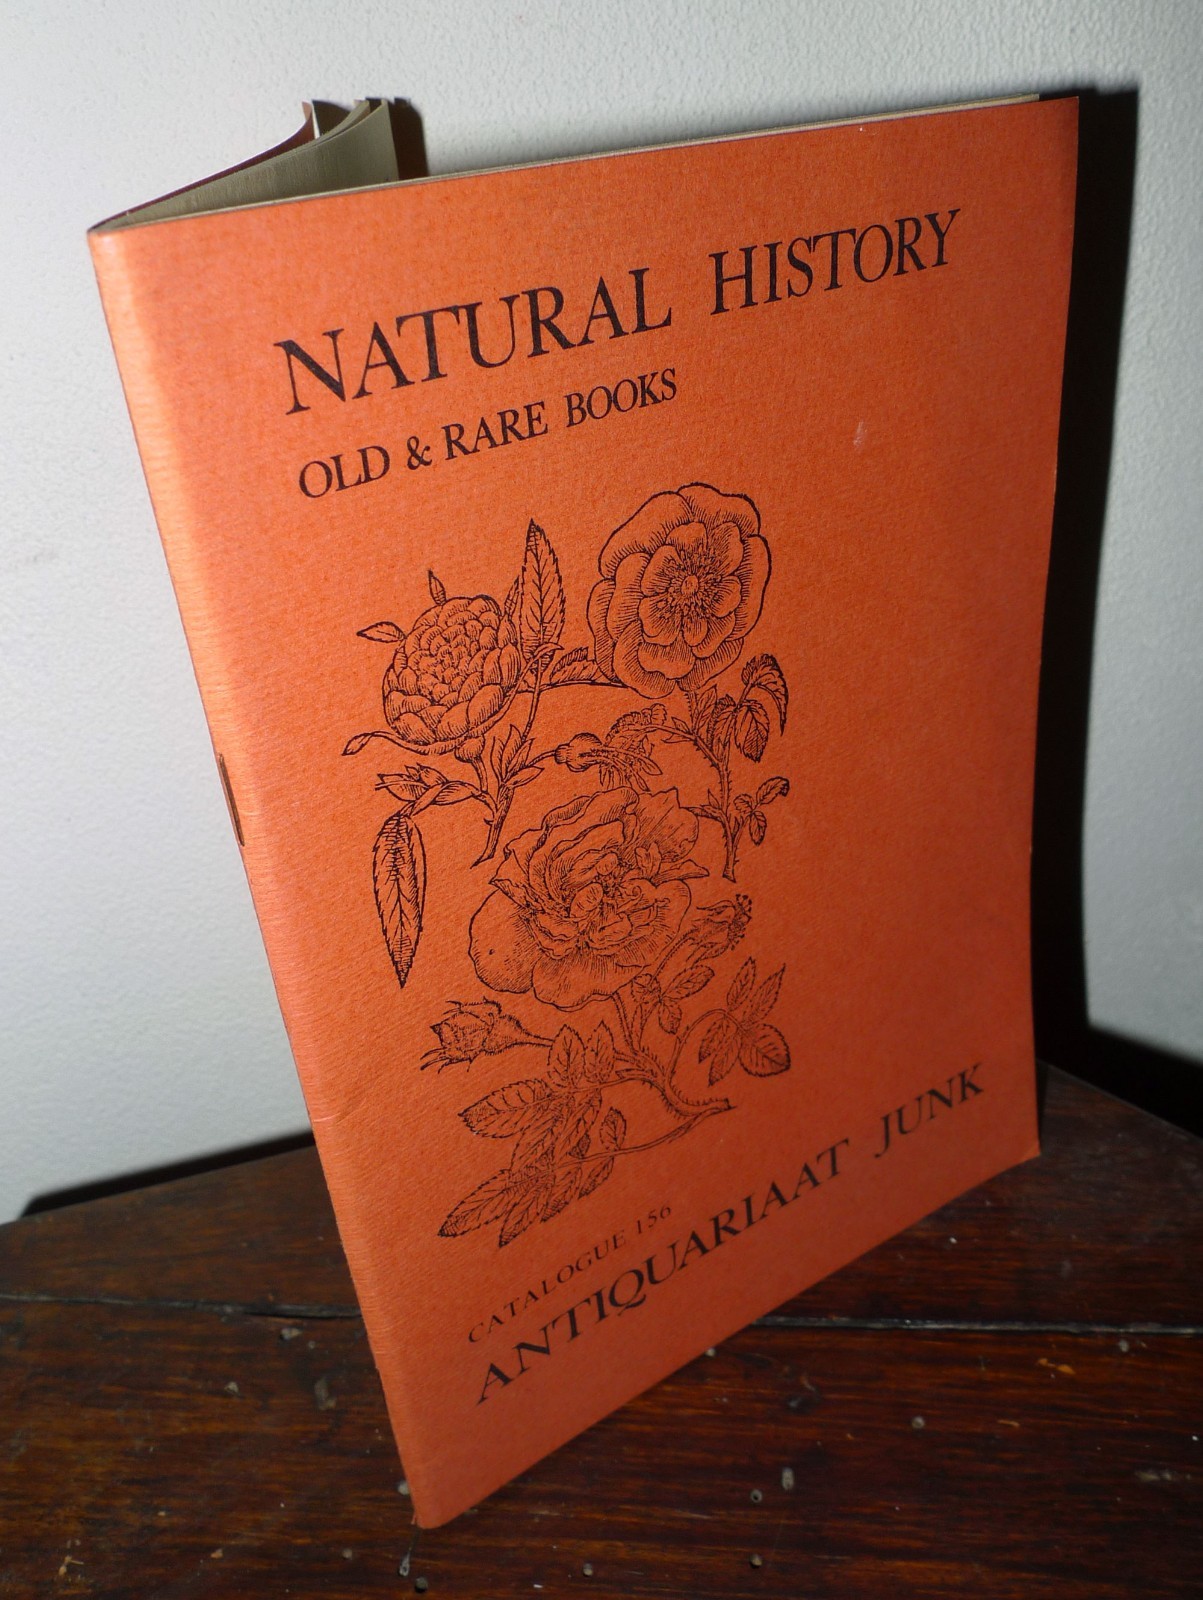 NATURAL HISTORY
OLD & RARE BOOKS
CATALOGUE 156
ANTIQUARIAAT JUNK